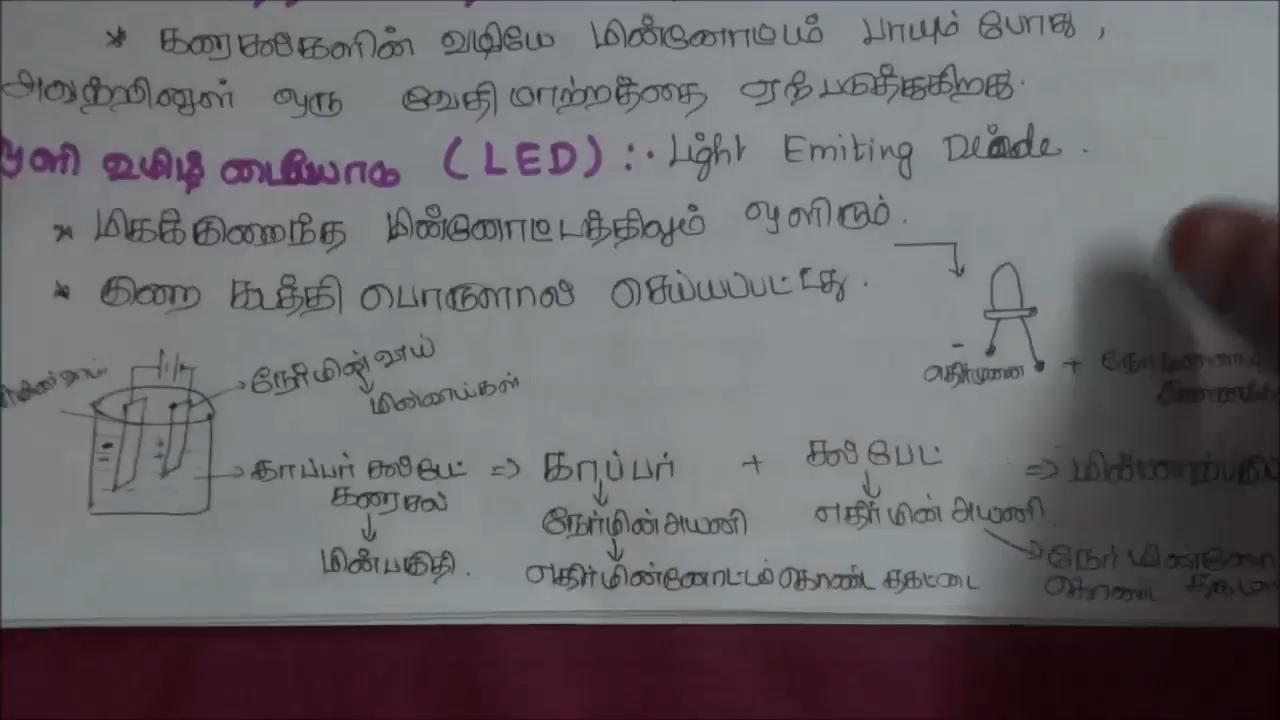 * கரைசல்களின் வழியே மின்னோட்டம் பாயும் போது ,
அவற்றினுள் ஒரு வேதி மாற்றத்தை ஏற்படுத்துகிறது.
ஒளி உமிழ் டையோடு (LED) :. Light Emiting Diode .
* மிகக்குறைந்த மின்னோட்டத்திலும் ஒளிரும்.
* குறை கடத்தி பொருளால் செய்யப்பட்டது.
நேர்மின் வாய்
மின்வாய்கள்
- எதிர்முனை +
காப்பர் சல்பேட் => காப்பர் + சல்பேட்
கரைசல்
நேர்மின் அயனி எதிர்மின் அயனி
மின்பகுதி. எதிர்மின்னோட்டம் கொண்ட தகட்டை